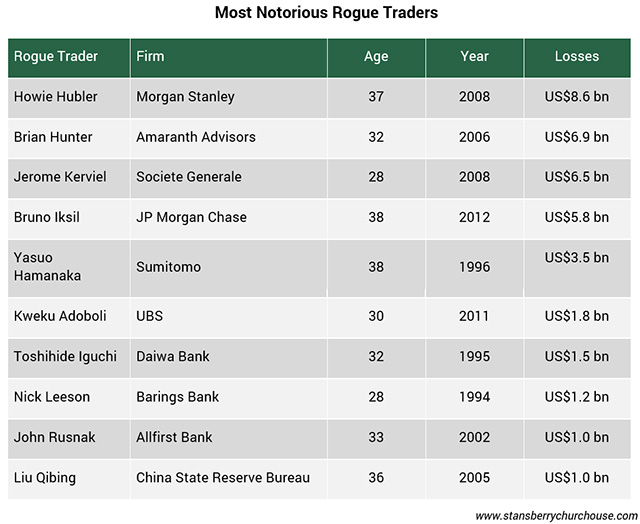 Most Notorious Rogue Traders
Rogue Trader Firm Age Year Losses
Howie Hubler Morgan Stanley 37 2008 US$8.6 bn
Brian Hunter Amaranth Advisors 32 2006 US$6.9 bn
Jerome Kerviel Societe Generale 28 2008 US$6.5 bn
Bruno Iksil JP Morgan Chase 38 2012 US$5.8 bn
Yasuo
Hamanaka Sumitomo 38 1996 US$3.5 bn
Kweku Adoboli UBS 30 2011 US$1.8 bn
Toshihide Iguchi Daiwa Bank 32 1995 US$1.5 bn
Nick Leeson Barings Bank 28 1994 US$1.2 bn
John Rusnak Allfirst Bank 33 2002 US$1.0 bn
Liu Qibing China State Reserve Bureau 36 2005 US$1.0 bn
www.stansberrychurchouse.com